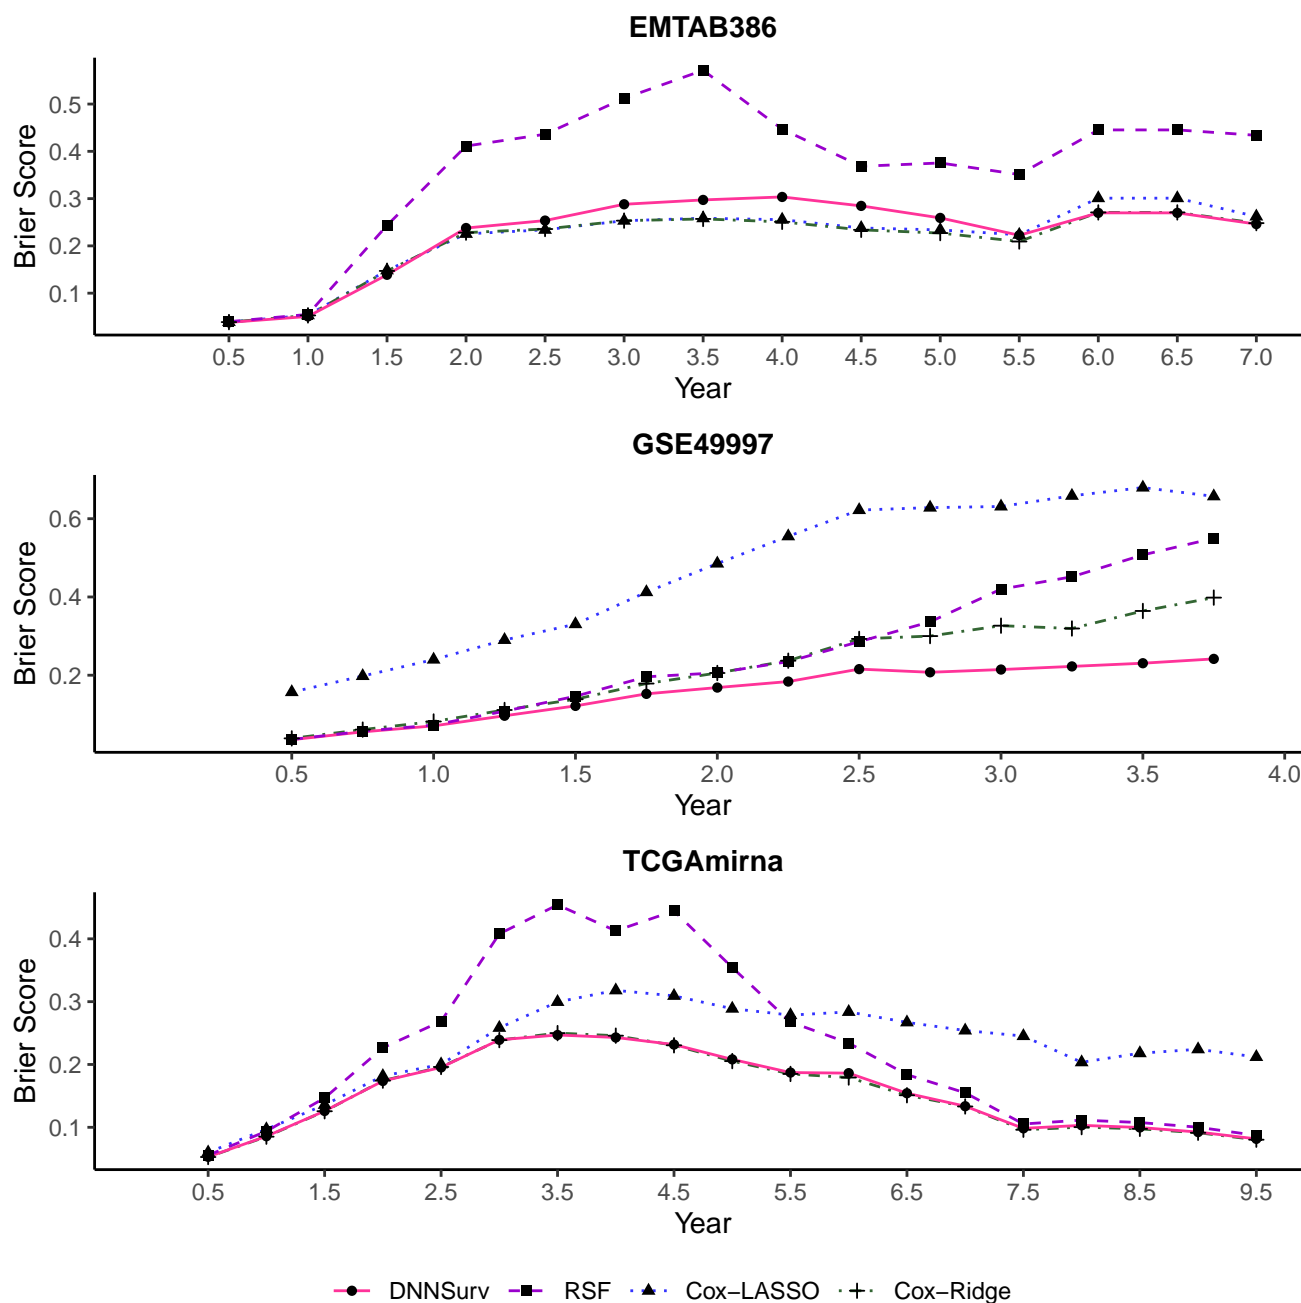 EMTAB386
0.5
0.4
0.3
0.2
0.1
Brier Score
0.5 1.0 1.5 2.0 2.5 3.0 3.5 4.0 4.5 5.0 5.5 6.0 6.5 7.0
Year
GSE49997
0.6
0.4
0.2
Brier Score
0.5 1.0 1.5 2.0 2.5 3.0 3.5 4.0
Year
TCGAmirna
0.4
0.3
0.2
0.1
Brier Score
0.5 1.5 2.5 3.5 4.5 5.5 6.5 7.5 8.5 9.5
Year
DNNSurv RSF Cox−LASSO Cox−Ridge